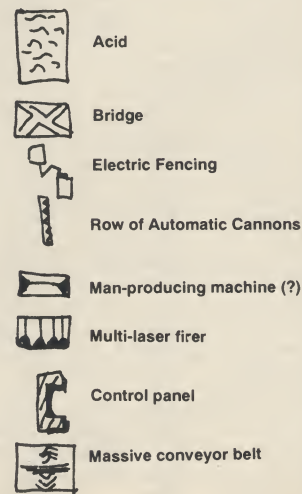 Acid
Bridge
Electric Fencing
Row of Automatic Cannons
Man-producing machine (?)
Multi-laser firer
Control panel
Massive conveyor belt